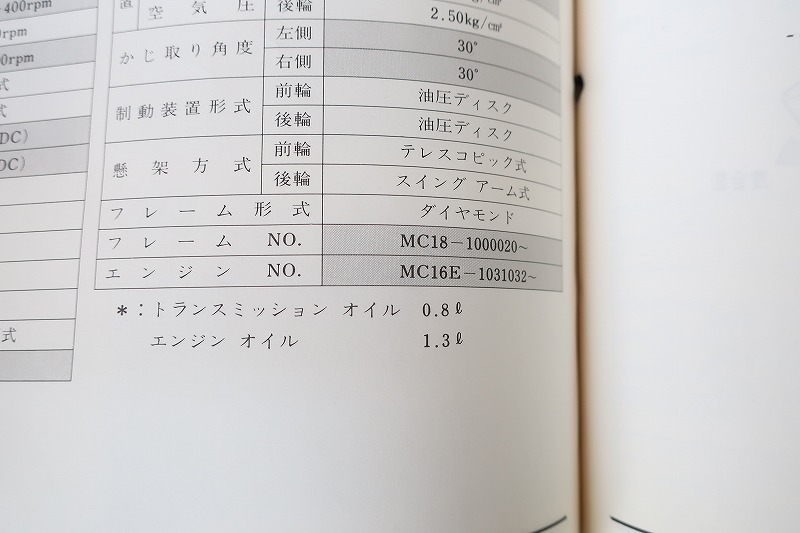 400rpm
rpm
0rpm
式
式
DC)
DC)
式
置 空気圧 後輪 2.50kg/cm²
かじ取り角度 左側 30°
右側 30°
制動装置形式 前輪 油圧ディスク
後輪 油圧ディスク
懸架方式 前輪 テレスコピック式
後輪 スイング アーム式
フレーム形式 ダイヤモンド
フレーム NO. MC18-1000020~
エンジン NO. MC16E-1031032~
*：トランスミッション オイル 0.8ℓ
エンジン オイル 1.3ℓ